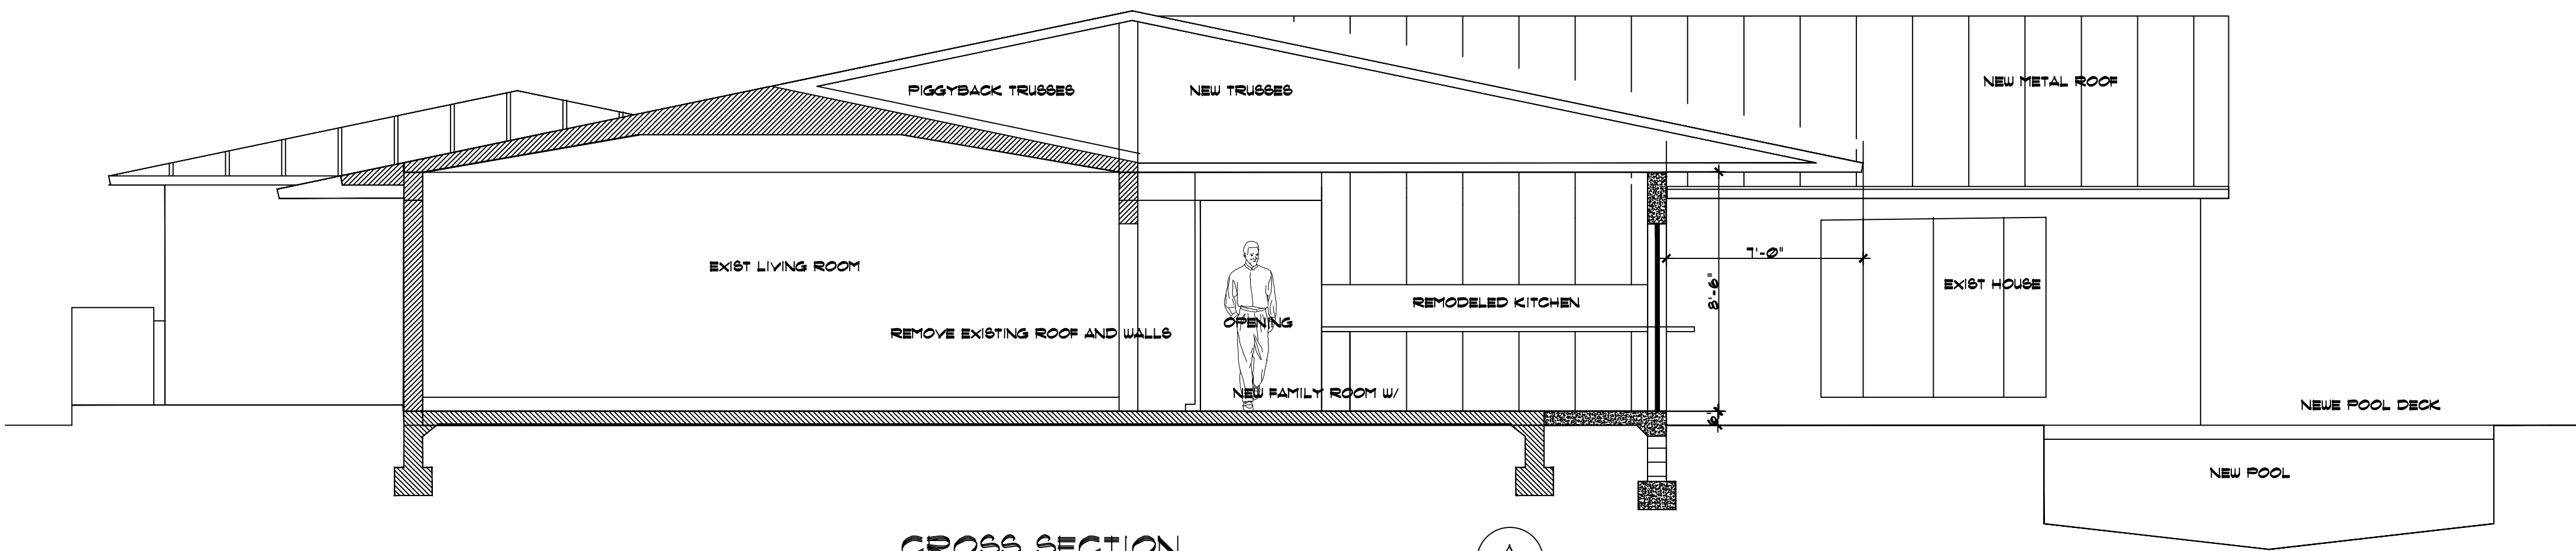 NEW METAL ROOF
PIGGYBACK TRUSSES
NEW TRUSSES
7'-0"
EXIST LIVING ROOM
EXIST HOUSE
8'-6"
REMODELED KITCHEN
OPENING
REMOVE EXISTING ROOF AND WALLS
NEW FAMILY ROOM W/
NEWE POOL DECK
6"
NEW POOL
CROSS SECTION
A